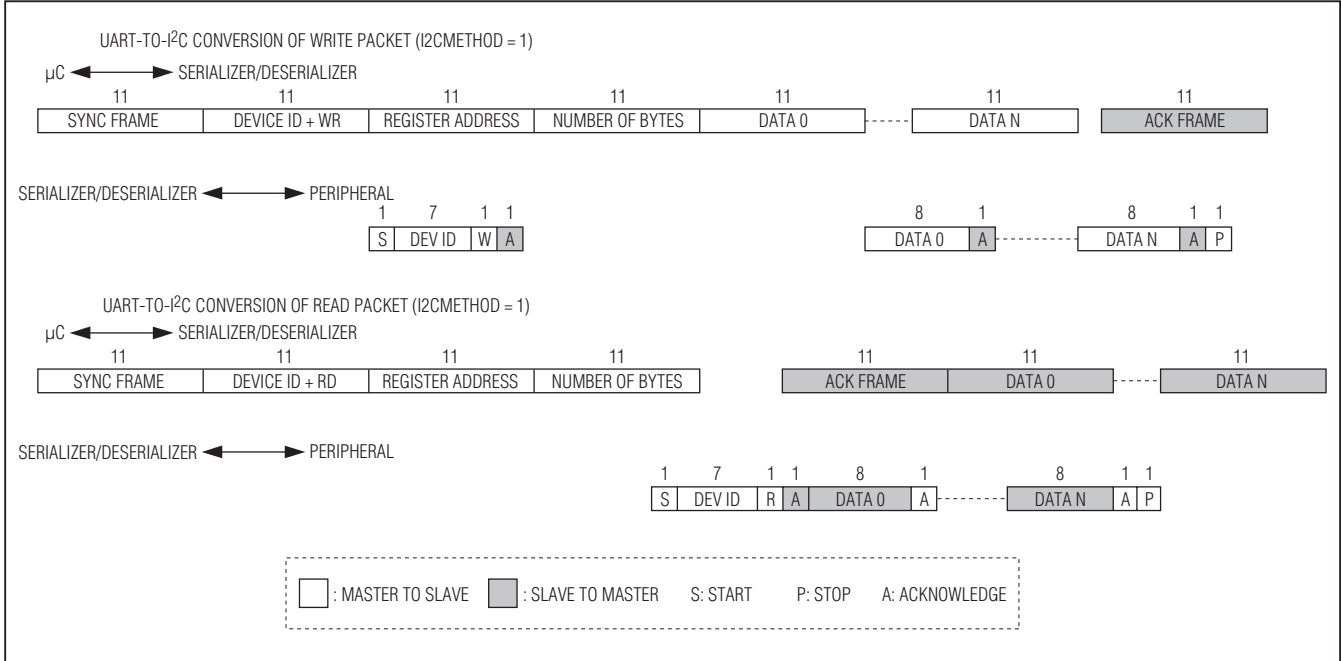 UART-TO-I2C CONVERSION OF WRITE PACKET (I2CMETHOD = 1)
µC SERIALIZER/DESERIALIZER
11 11 11 11 11 11 11
SYNC FRAME DEVICE ID + WR REGISTER ADDRESS NUMBER OF BYTES DATA 0 DATA N ACK FRAME
SERIALIZER/DESERIALIZER PERIPHERAL
1 7 1 1 8 1 8 1 1
S DEV ID W A DATA 0 A DATA N A P
UART-TO-I2C CONVERSION OF READ PACKET (I2CMETHOD = 1)
µC SERIALIZER/DESERIALIZER
11 11 11 11 11 11 11
SYNC FRAME DEVICE ID + RD REGISTER ADDRESS NUMBER OF BYTES ACK FRAME DATA 0 DATA N
SERIALIZER/DESERIALIZER PERIPHERAL
1 7 1 1 8 1 8 1 1
S DEV ID R A DATA 0 A DATA N A P
: MASTER TO SLAVE : SLAVE TO MASTER S: START P: STOP A: ACKNOWLEDGE